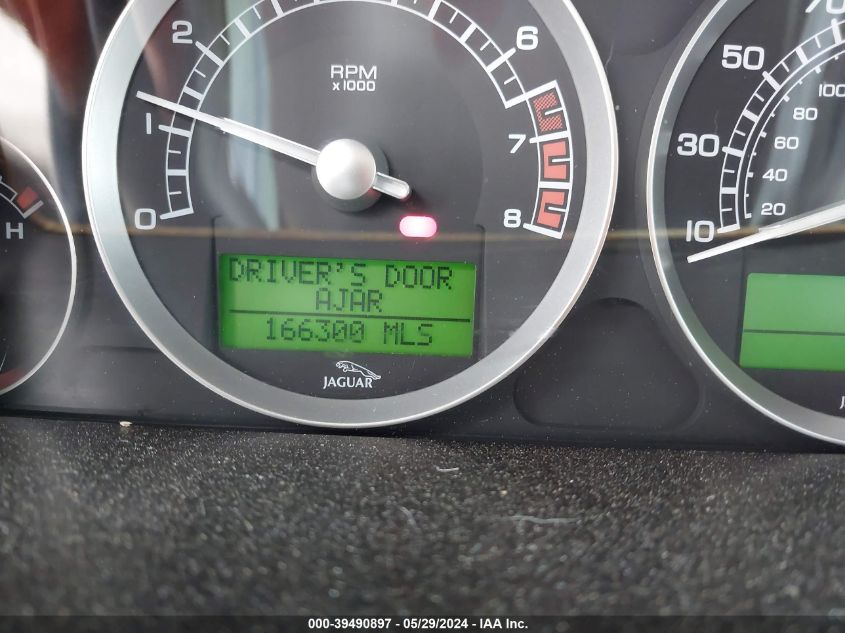 2
6
RPM
x1000
1
7
0
8
H
DRIVER'S DOOR
AJAR
166300 MLS
JAGUAR
70
50
100
80
30
60
40
10
20
J
000-39490897 - 05/29/2024 - IAA Inc.